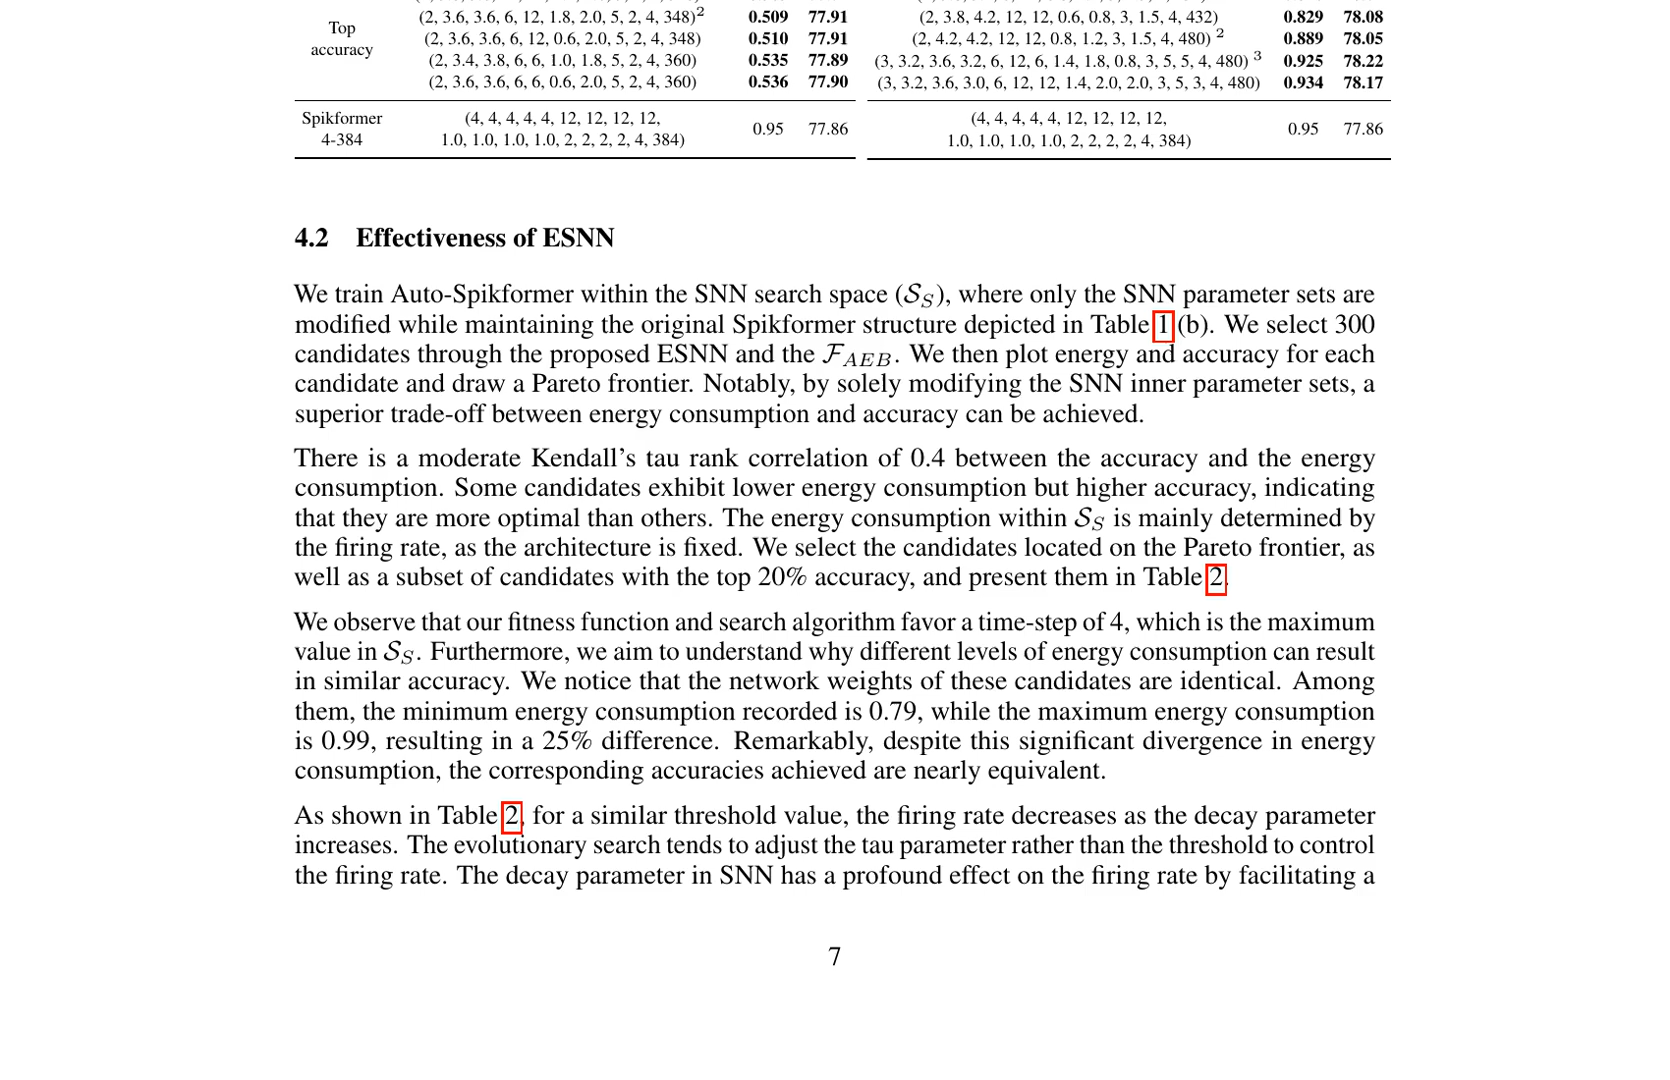 (2, 3.6, 3.6, 6, 12, 1.8, 2.0, 5, 2, 4, 348)² 0.509 77.91 (2, 3.8, 4.2, 12, 12, 0.6, 0.8, 3, 1.5, 4, 432) 0.829 78.08
Top accuracy
(2, 3.6, 3.6, 6, 12, 0.6, 2.0, 5, 2, 4, 348) 0.510 77.91 (2, 4.2, 4.2, 12, 12, 0.8, 1.2, 3, 1.5, 4, 480) ² 0.889 78.05
(2, 3.4, 3.8, 6, 6, 1.0, 1.8, 5, 2, 4, 360) 0.535 77.89 (3, 3.2, 3.6, 3.2, 6, 12, 6, 1.4, 1.8, 0.8, 3, 5, 5, 4, 480) ³ 0.925 78.22
(2, 3.6, 3.6, 6, 6, 0.6, 2.0, 5, 2, 4, 360) 0.536 77.90 (3, 3.2, 3.6, 3.0, 6, 12, 12, 1.4, 2.0, 2.0, 3, 5, 3, 4, 480) 0.934 78.17
Spikformer (4, 4, 4, 4, 4, 12, 12, 12, 12, (4, 4, 4, 4, 4, 12, 12, 12, 12,
0.95 77.86 0.95 77.86
4-384 1.0, 1.0, 1.0, 1.0, 2, 2, 2, 2, 4, 384) 1.0, 1.0, 1.0, 1.0, 2, 2, 2, 2, 4, 384)
4.2 Effectiveness of ESNN
We train Auto-Spikformer within the SNN search space (𝒮_S), where only the SNN parameter sets are
modified while maintaining the original Spikformer structure depicted in Table 1 (b). We select 300
candidates through the proposed ESNN and the ℱ_AEB. We then plot energy and accuracy for each
candidate and draw a Pareto frontier. Notably, by solely modifying the SNN inner parameter sets, a
superior trade-off between energy consumption and accuracy can be achieved.
There is a moderate Kendall's tau rank correlation of 0.4 between the accuracy and the energy
consumption. Some candidates exhibit lower energy consumption but higher accuracy, indicating
that they are more optimal than others. The energy consumption within 𝒮_S is mainly determined by
the firing rate, as the architecture is fixed. We select the candidates located on the Pareto frontier, as
well as a subset of candidates with the top 20% accuracy, and present them in Table 2.
We observe that our fitness function and search algorithm favor a time-step of 4, which is the maximum
value in 𝒮_S. Furthermore, we aim to understand why different levels of energy consumption can result
in similar accuracy. We notice that the network weights of these candidates are identical. Among
them, the minimum energy consumption recorded is 0.79, while the maximum energy consumption
is 0.99, resulting in a 25% difference. Remarkably, despite this significant divergence in energy
consumption, the corresponding accuracies achieved are nearly equivalent.
As shown in Table 2, for a similar threshold value, the firing rate decreases as the decay parameter
increases. The evolutionary search tends to adjust the tau parameter rather than the threshold to control
the firing rate. The decay parameter in SNN has a profound effect on the firing rate by facilitating a
7